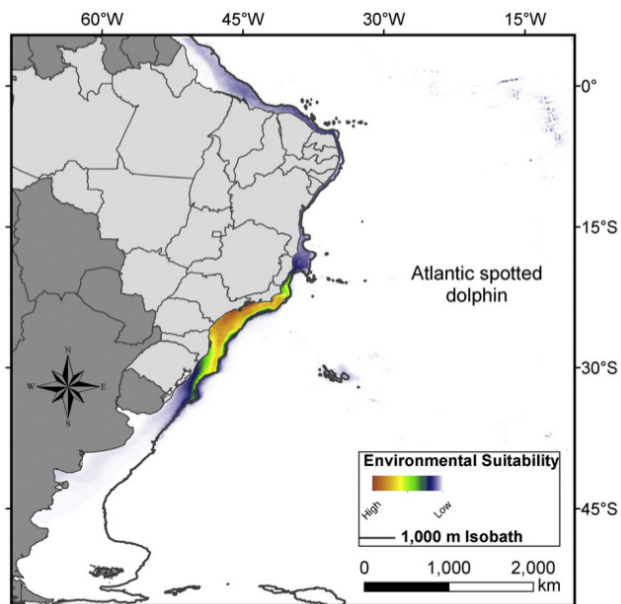 60°W 45°W 30°W 15°W
0°
15°S
Atlantic spotted
dolphin
30°S
N
W E
S
Environmental Suitability
High Low
1,000 m Isobath
45°S
0 1,000 2,000
km